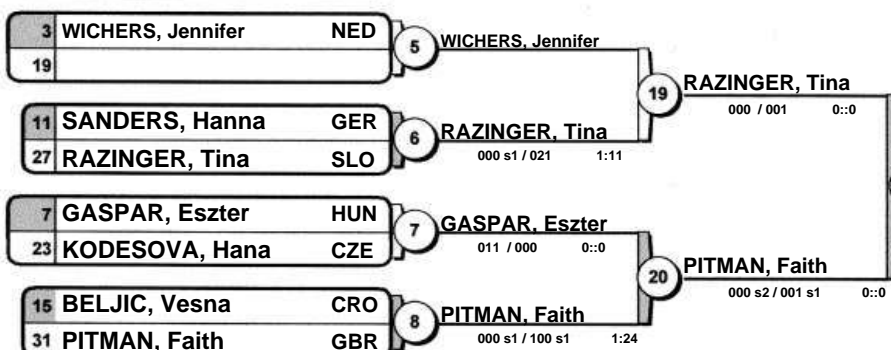 3 WICHERS, Jennifer NED
19
5
WICHERS, Jennifer
11 SANDERS, Hanna GER
27 RAZINGER, Tina SLO
6
RAZINGER, Tina
000 s1 / 021 1:11
19
RAZINGER, Tina
000 / 001 0::0
7 GASPAR, Eszter HUN
23 KODESOVA, Hana CZE
7
GASPAR, Eszter
011 / 000 0::0
15 BELJIC, Vesna CRO
31 PITMAN, Faith GBR
8
PITMAN, Faith
000 s1 / 100 s1 1:24
20
PITMAN, Faith
000 s2 / 001 s1 0::0